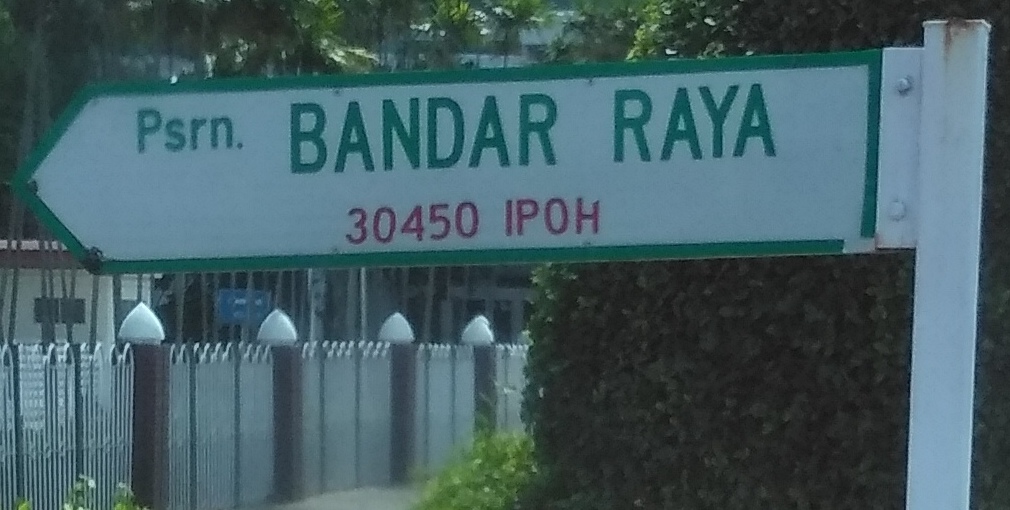 Psrn. BANDAR RAYA
30450 IPOH